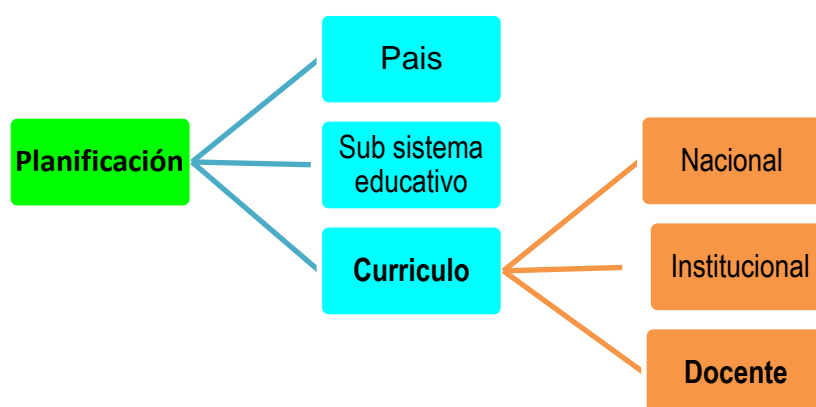 Planificación
Pais
Sub sistema
educativo
Curriculo
Nacional
Institucional
Docente